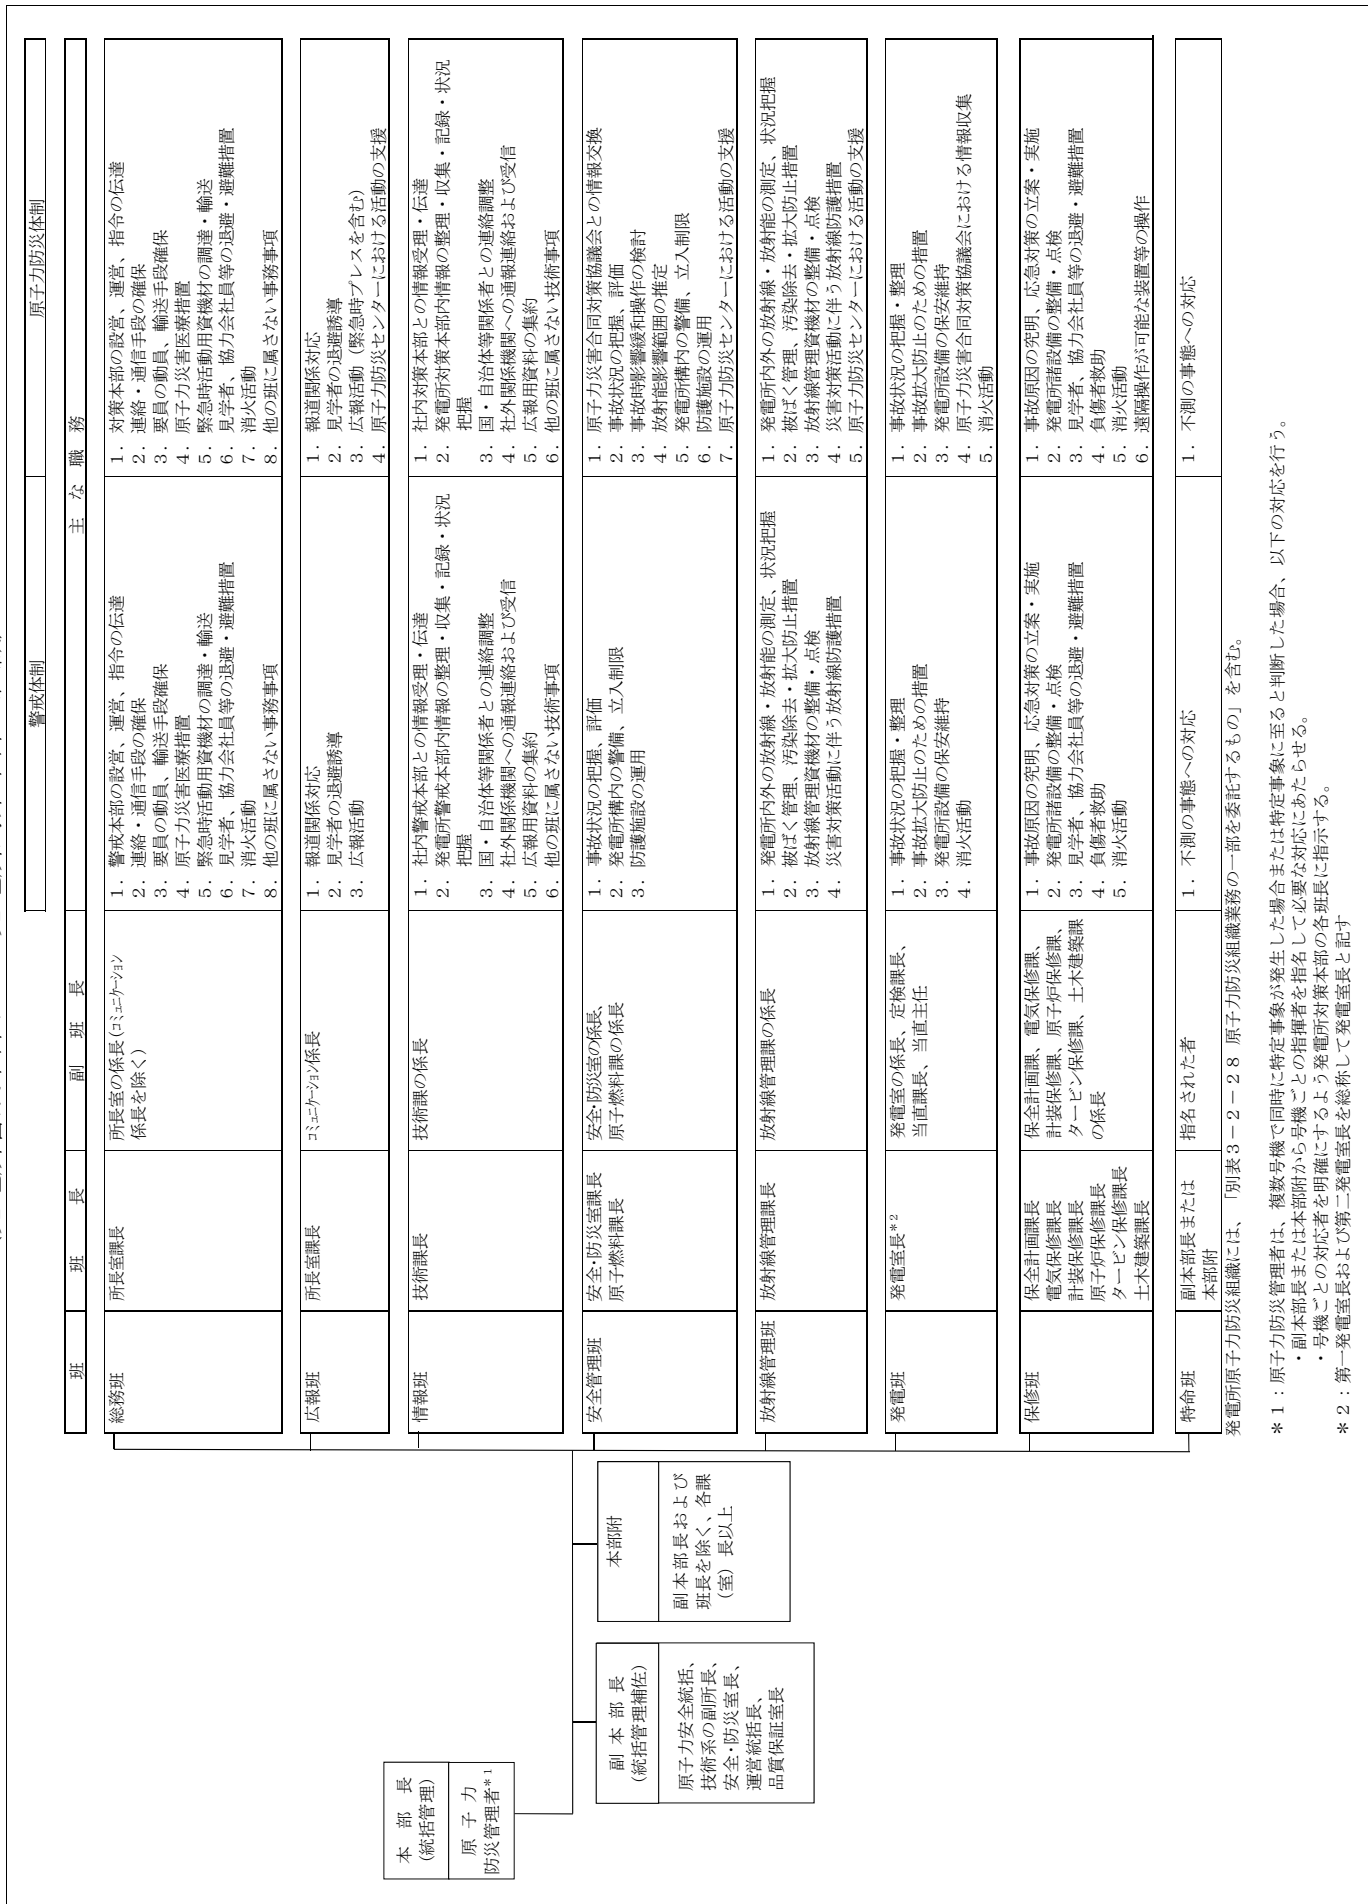 本 部 長
(統括管理)
原 子 力
防災管理者*1
副 本 部 長
(統括管理補佐)
原子力安全統括、
技術系の副所長、
安全・防災室長、
運営統括長、
品質保証室長
本部附
副本部長および
班長を除く、各課
(室)長以上
警戒体制
原子力防災体制
班
班 長
副 班 長
主 な 職 務
総務班
所長室課長
所長室の係長(コミュニケーション
係長を除く)
1.警戒本部の設営、運営、指令の伝達
2.連絡・通信手段の確保
3.要員の動員、輸送手段確保
4.原子力災害医療措置
5.緊急時活動用資機材の調達・輸送
6.見学者、協力会社員等の退避・避難措置
7.消火活動
8.他の班に属さない事務事項
1.対策本部の設営、運営、指令の伝達
2.連絡・通信手段の確保
3.要員の動員、輸送手段確保
4.原子力災害医療措置
5.緊急時活動用資機材の調達・輸送
6.見学者、協力会社員等の退避・避難措置
7.消火活動
8.他の班に属さない事務事項
広報班
所長室課長
コミュニケーション係長
1.報道関係対応
2.見学者の退避誘導
3.広報活動
1.報道関係対応
2.見学者の退避誘導
3.広報活動(緊急時プレスを含む)
4.原子力防災センターにおける活動の支援
情報班
技術課長
技術課の係長
1.社内警戒本部との情報受理・伝達
2.発電所警戒本部内情報の整理・収集・記録・状況
把握
3.国・自治体等関係者との連絡調整
4.社外関係機関への通報連絡および受信
5.広報用資料の集約
6.他の班に属さない技術事項
1.社内対策本部との情報受理・伝達
2.発電所対策本部内情報の整理・収集・記録・状況
把握
3.国・自治体等関係者との連絡調整
4.社外関係機関への通報連絡および受信
5.広報用資料の集約
6.他の班に属さない技術事項
安全管理班
安全・防災室課長
原子燃料課長
安全・防災室の係長、
原子燃料課の係長
1.事故状況の把握、評価
2.発電所構内の警備、立入制限
3.防護施設の運用
1.原子力災害合同対策協議会との情報交換
2.事故状況の把握、評価
3.事故時影響緩和操作の検討
4.放射能影響範囲の推定
5.発電所構内の警備、立入制限
6.防護施設の運用
7.原子力防災センターにおける活動の支援
放射線管理班
放射線管理課長
放射線管理課の係長
1.発電所内外の放射線・放射能の測定、状況把握
2.被ばく管理、汚染除去・拡大防止措置
3.放射線管理資機材の整備・点検
4.災害対策活動に伴う放射線防護措置
1.発電所内外の放射線・放射能の測定、状況把握
2.被ばく管理、汚染除去・拡大防止措置
3.放射線管理資機材の整備・点検
4.災害対策活動に伴う放射線防護措置
5.原子力防災センターにおける活動の支援
発電班
発電室長*2
発電室の係長、定検課長、
当直課長、当直主任
1.事故状況の把握・整理
2.事故拡大防止のための措置
3.発電所設備の保安維持
4.消火活動
1.事故状況の把握・整理
2.事故拡大防止のための措置
3.発電所設備の保安維持
4.原子力災害合同対策協議会における情報収集
5.消火活動
保修班
保全計画課長
電気保修課長
計装保修課長
原子炉保修課長
タービン保修課長
土木建築課長
保全計画課、電気保修課、
計装保修課、原子炉保修課、
タービン保修課、土木建築課
の係長
1.事故原因の究明、応急対策の立案・実施
2.発電所諸設備の整備・点検
3.見学者、協力会社員等の退避・避難措置
4.負傷者救助
5.消火活動
1.事故原因の究明、応急対策の立案・実施
2.発電所諸設備の整備・点検
3.見学者、協力会社員等の退避・避難措置
4.負傷者救助
5.消火活動
6.遠隔操作が可能な装置等の操作
特命班
副本部長または
本部附
指名された者
1.不測の事態への対応
1.不測の事態への対応
発電所原子力防災組織には、「別表3-2-28 原子力防災組織業務の一部を委託するもの」を含む。
*1:原子力防災管理者は、複数号機で同時に特定事象が発生した場合または特定事象に至ると判断した場合、以下の対応を行う。
・副本部長または本部附から号機ごとの指揮者を指名して必要な対応にあたらせる。
・号機ごとの対応者を明確にするよう発電所対策本部の各班長に指示する。
*2:第一発電室長および第二発電室長を総称して発電室長と記す